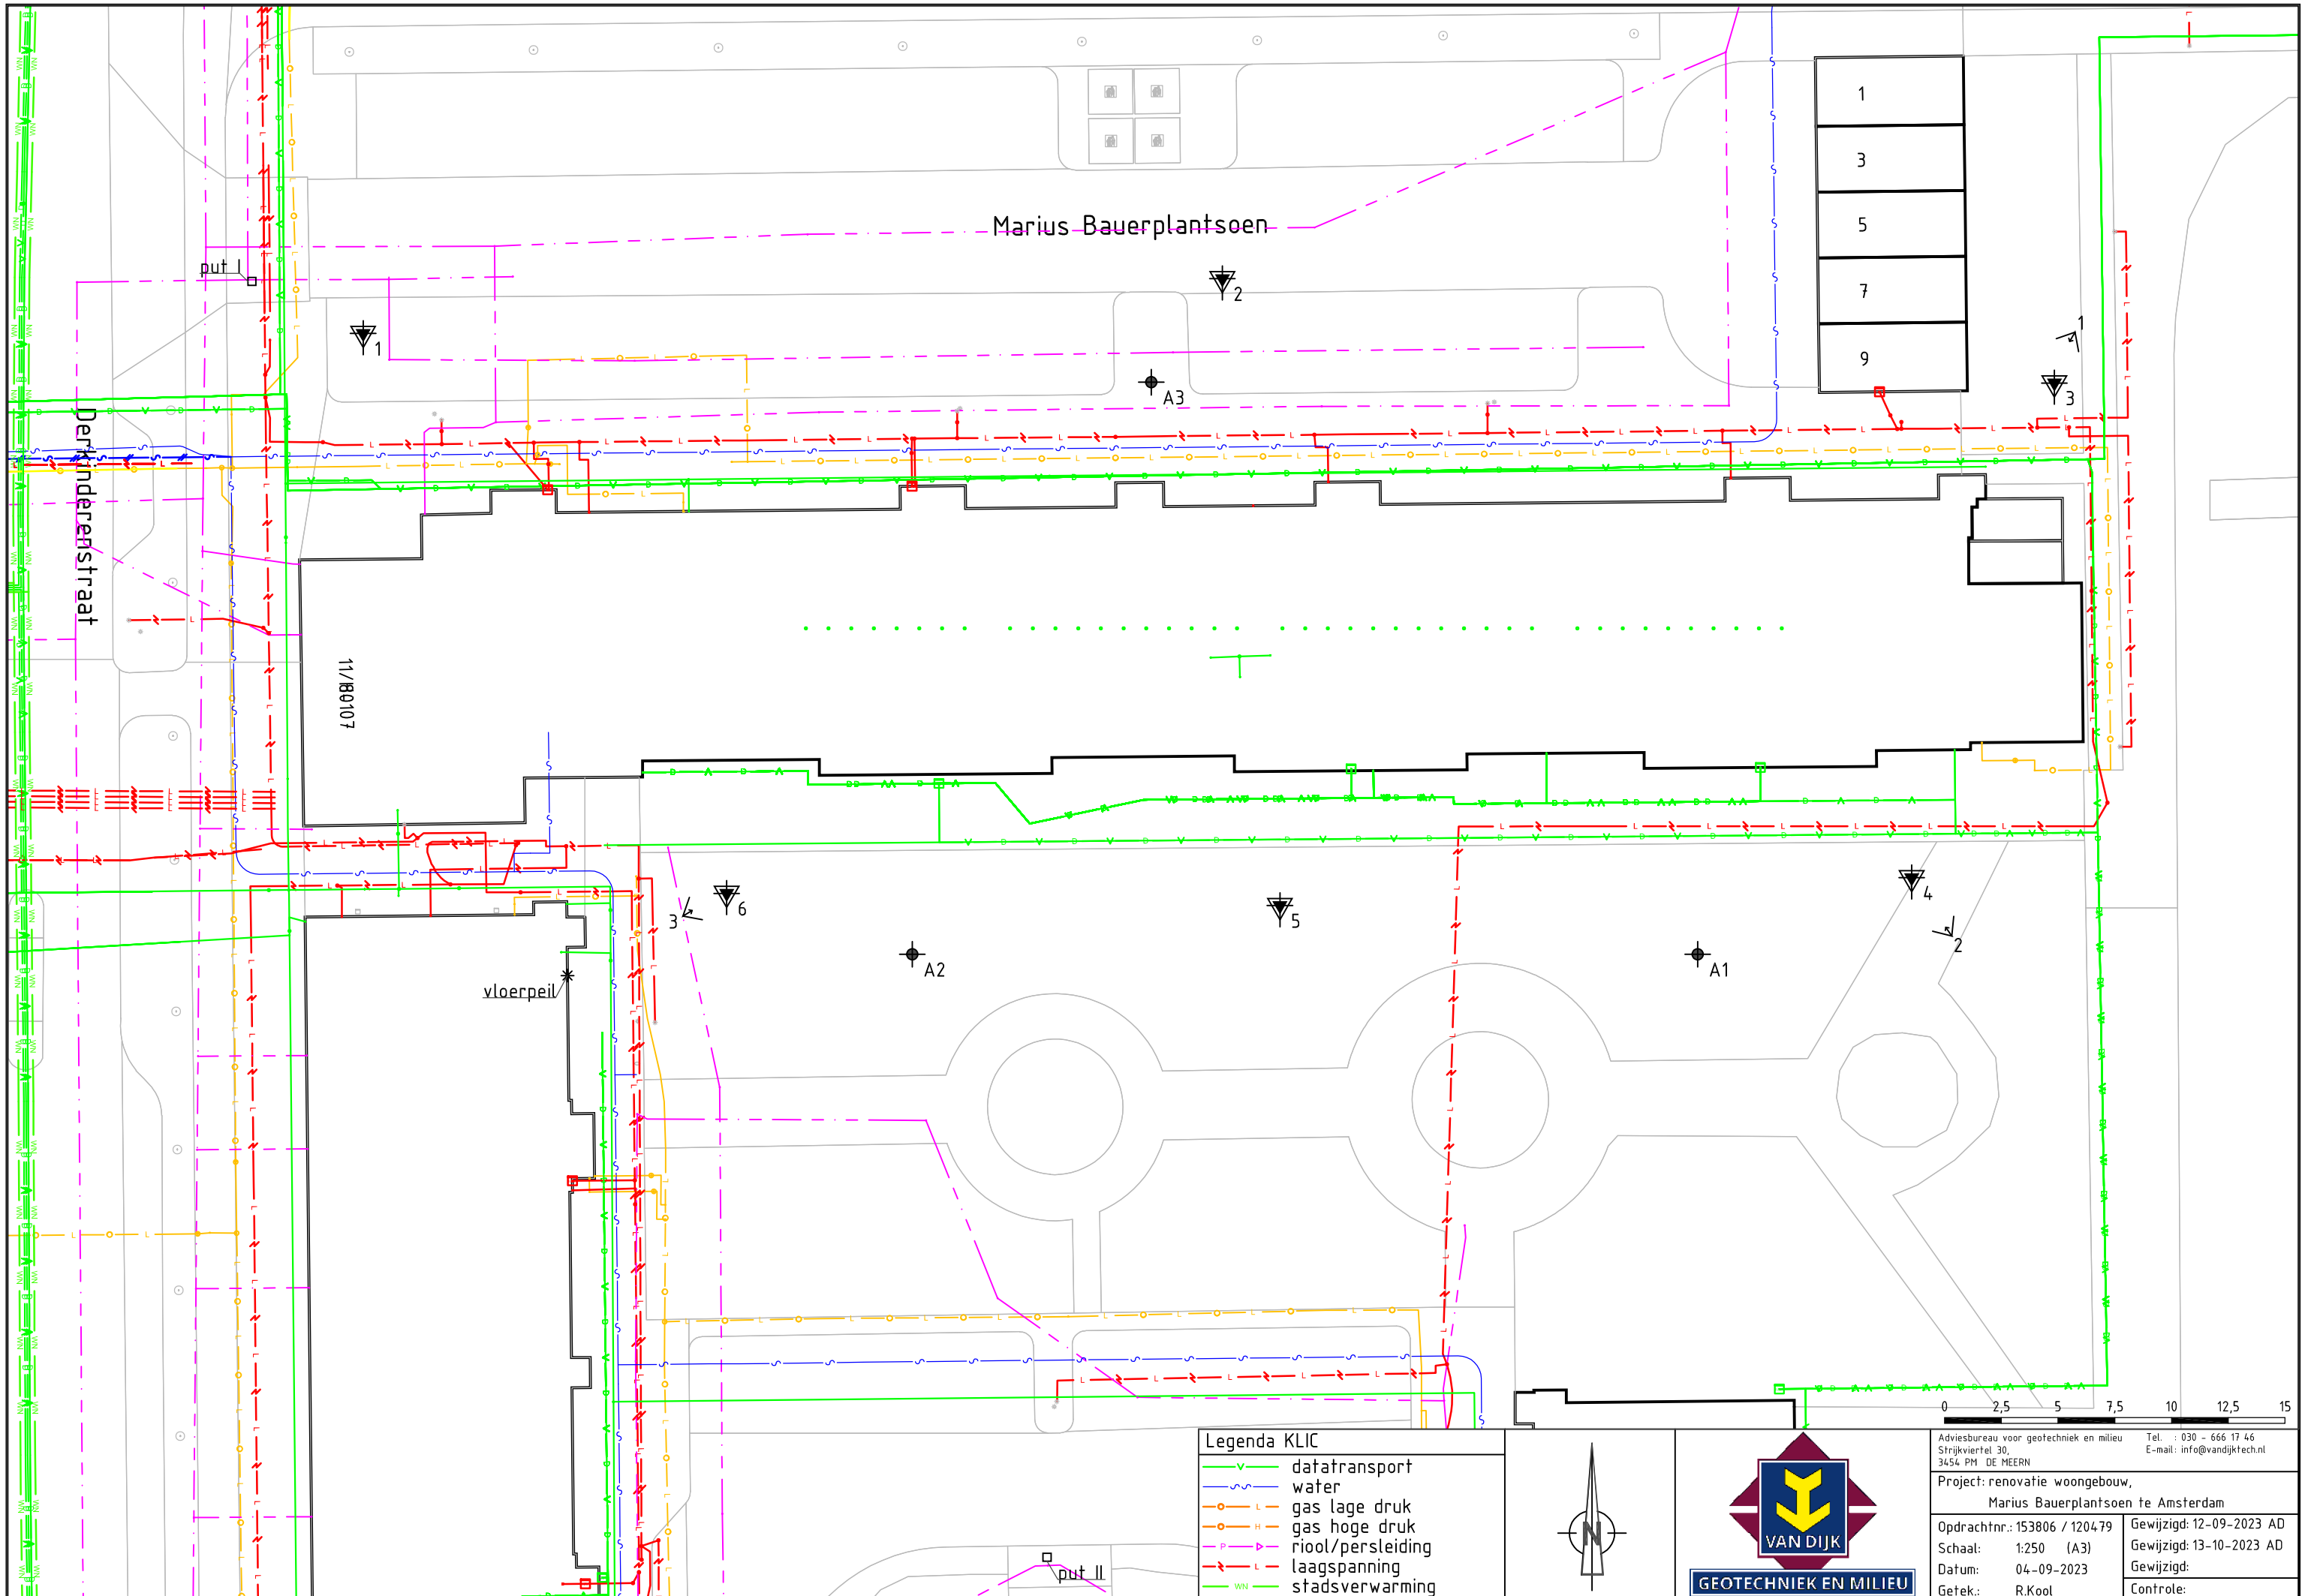 Marius Bauerplantsoen
1
3
5
7
9
put I
1
2
1
3
A3
Derkinderenstraat
6
3
5
4
2
A2
A1
vloerpeil
put II
0 2,5 5 7,5 10 12,5 15
Legenda KLIC
datatransport
water
gas lage druk
gas hoge druk
riool/persleiding
laagspanning
stadsverwarming
N
VAN DIJK
GEOTECHNIEK EN MILIEU
Adviesbureau voor geotechniek en milieu
Strijkviertel 30,
3454 PM DE MEERN
Tel. : 030 - 666 17 46
E-mail: info@vandijktech.nl
Project: renovatie woongebouw,
Marius Bauerplantsoen te Amsterdam
Opdrachtnr.: 153806 / 120479
Schaal: 1:250 (A3)
Datum: 04-09-2023
Getek.: R.Kool
Gewijzigd: 12-09-2023 AD
Gewijzigd: 13-10-2023 AD
Gewijzigd:
Controle: